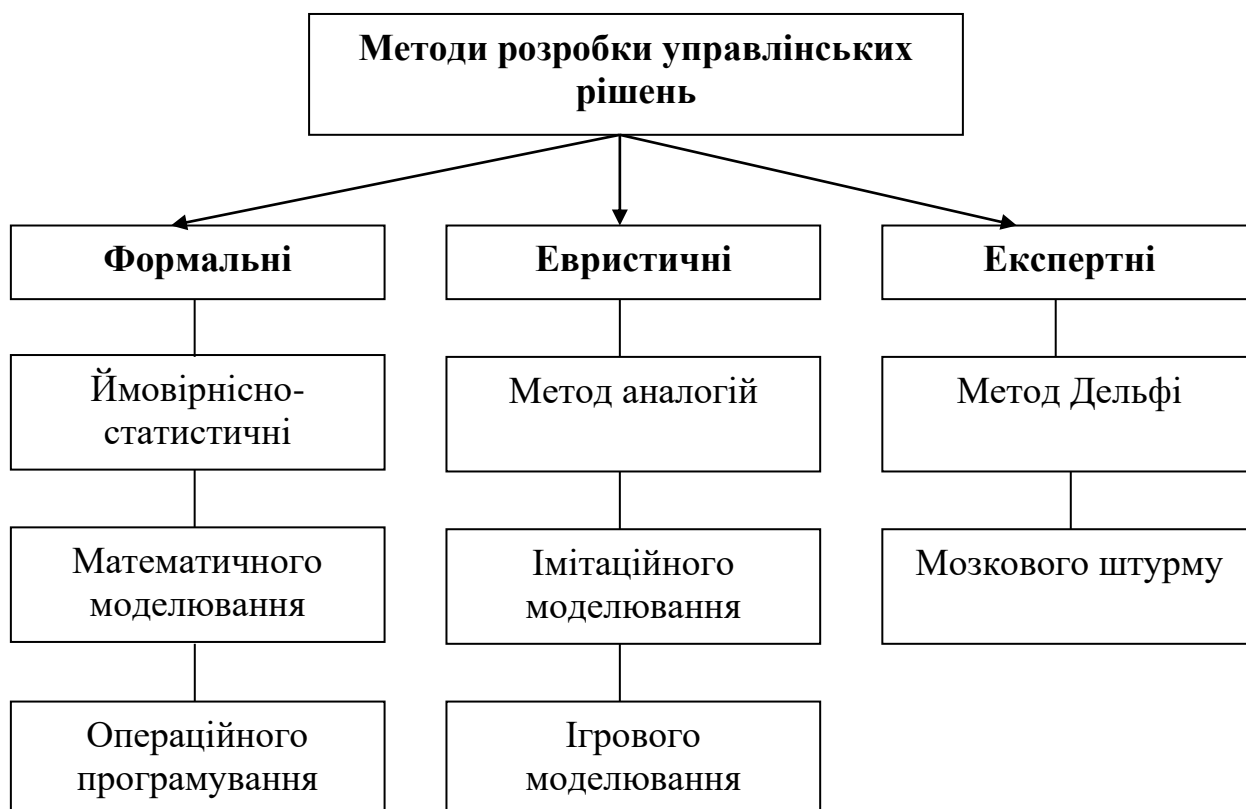 Методи розробки управлінських
рішень
Формальні
Евристичні
Експертні
Ймовірнісно-
статистичні
Метод аналогій
Метод Дельфі
Математичного
моделювання
Імітаційного
моделювання
Мозкового штурму
Операційного
програмування
Ігрового
моделювання